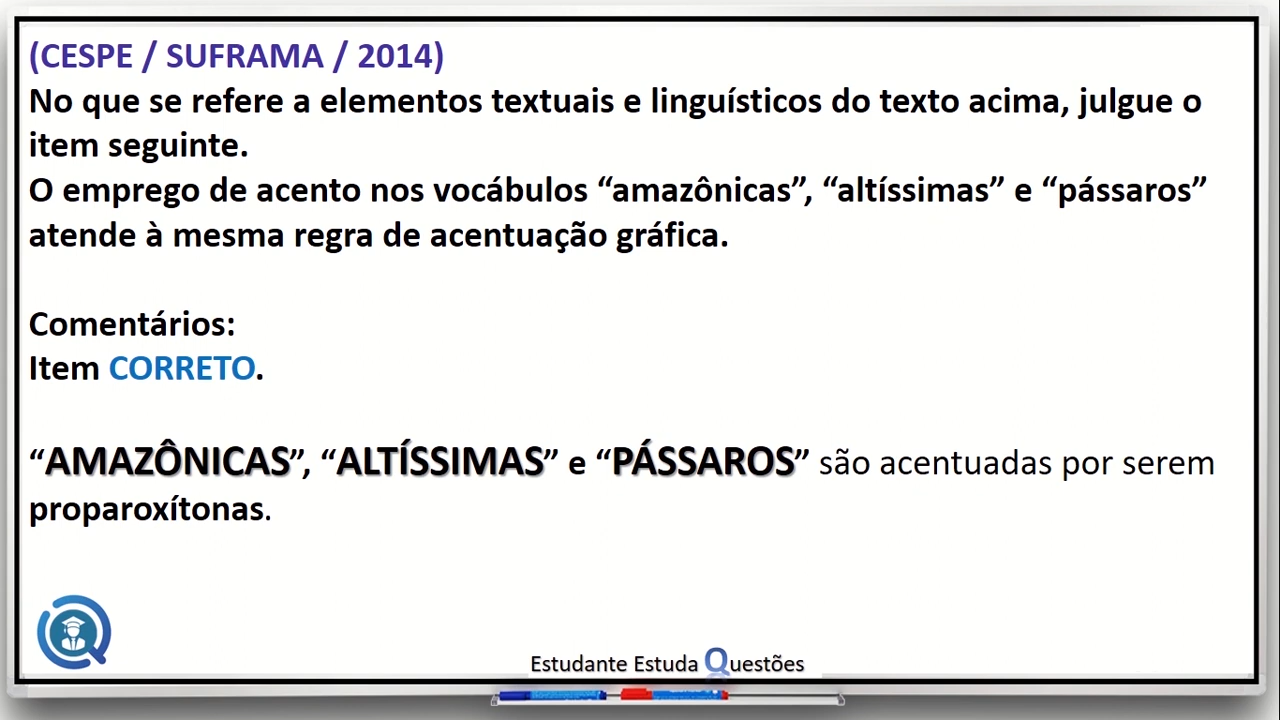 (CESPE / SUFRAMA / 2014)
No que se refere a elementos textuais e linguísticos do texto acima, julgue o
item seguinte.
O emprego de acento nos vocábulos “amazônicas”, “altíssimas” e “pássaros”
atende à mesma regra de acentuação gráfica.
Comentários:
Item CORRETO.
“AMAZÔNICAS”, “ALTÍSSIMAS” e “PÁSSAROS” são acentuadas por serem
proparoxítonas.
Estudante Estuda Questões